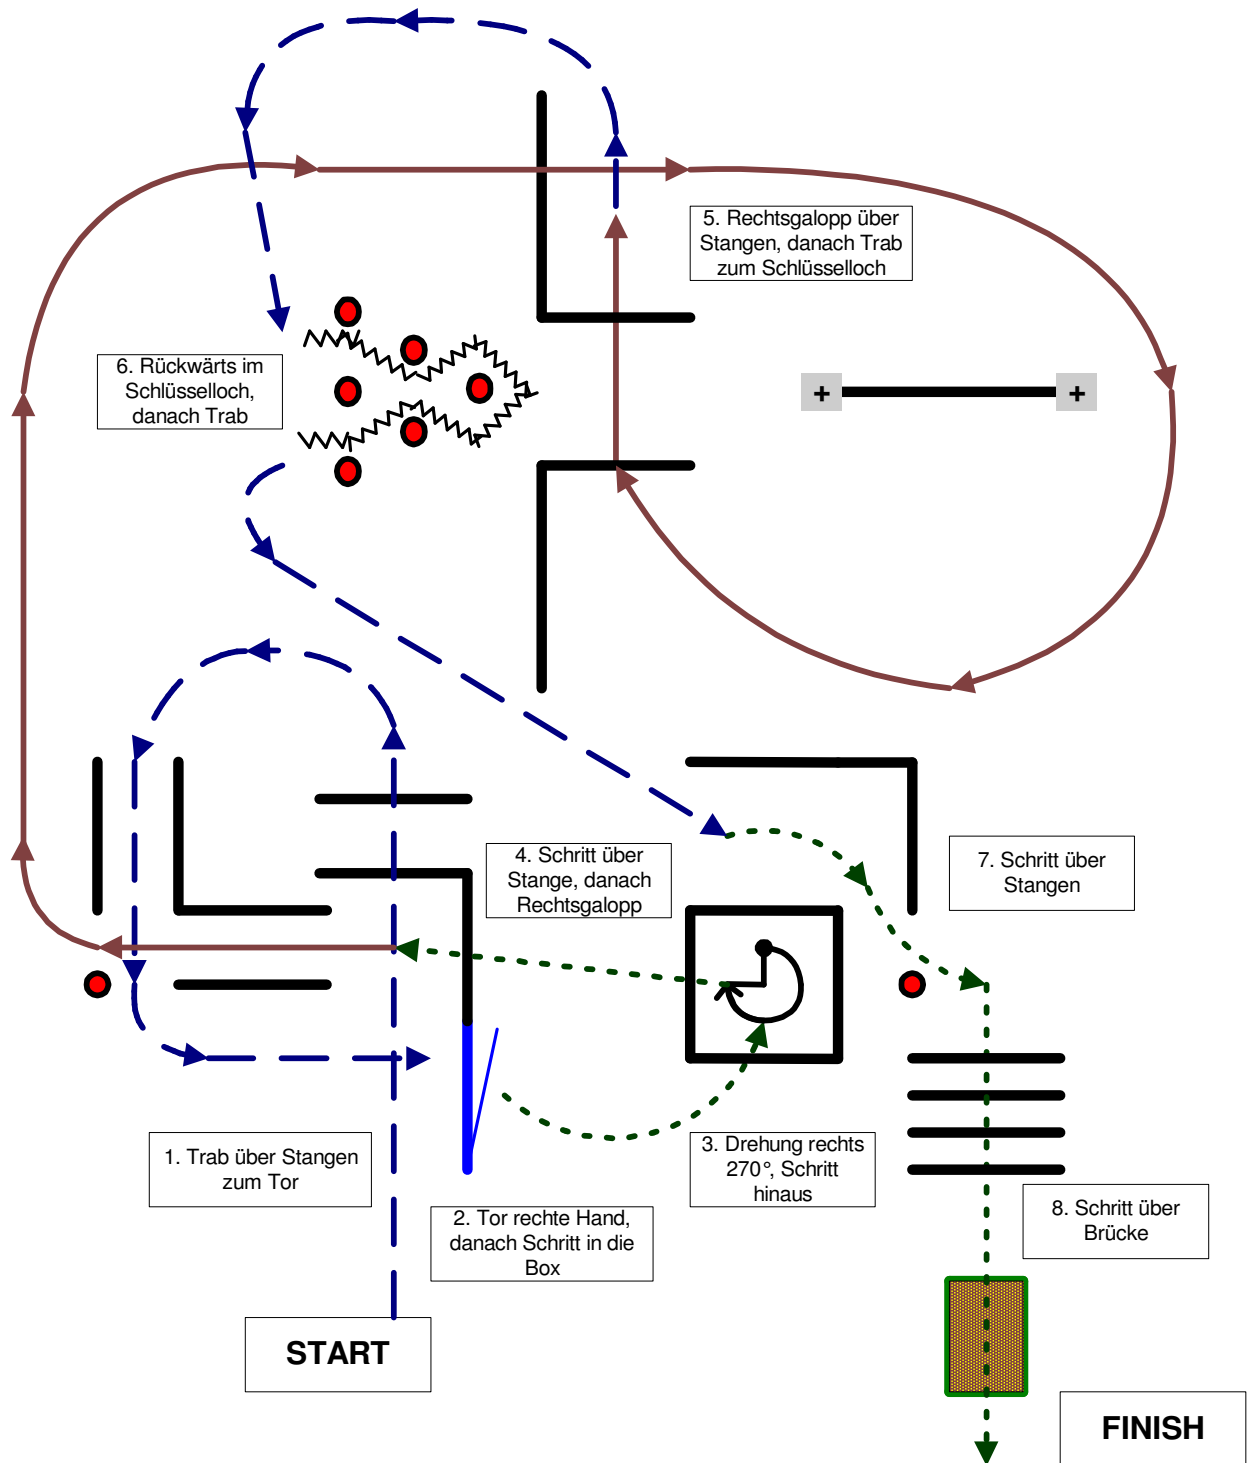 5. Rechtsgalopp über
Stangen, danach Trab
zum Schlüsselloch
6. Rückwärts im
Schlüsselloch,
danach Trab
+ +
4. Schritt über
Stange, danach
Rechtsgalopp
7. Schritt über
Stangen
1. Trab über Stangen
zum Tor
3. Drehung rechts
270°, Schritt
hinaus
2. Tor rechte Hand,
danach Schritt in die
Box
8. Schritt über
Brücke
START
FINISH